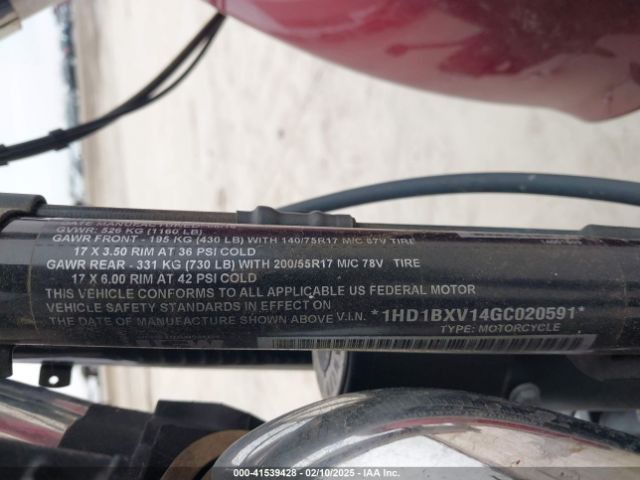 GVWR: 526 KG (1160 LB)
GAWR FRONT - 195 KG (430 LB) WITH 140/75R17 M/C 67V TIRE
17 X 3.50 RIM AT 36 PSI COLD
GAWR REAR - 331 KG (730 LB) WITH 200/55R17 M/C 78V TIRE
17 X 6.00 RIM AT 42 PSI COLD
THIS VEHICLE CONFORMS TO ALL APPLICABLE US FEDERAL MOTOR
VEHICLE SAFETY STANDARDS IN EFFECT ON
THE DATE OF MANUFACTURE SHOWN ABOVE V.I.N. *1HD1BXV14GC020591*
TYPE: MOTORCYCLE
000-41539428 - 02/10/2025 - IAA Inc.